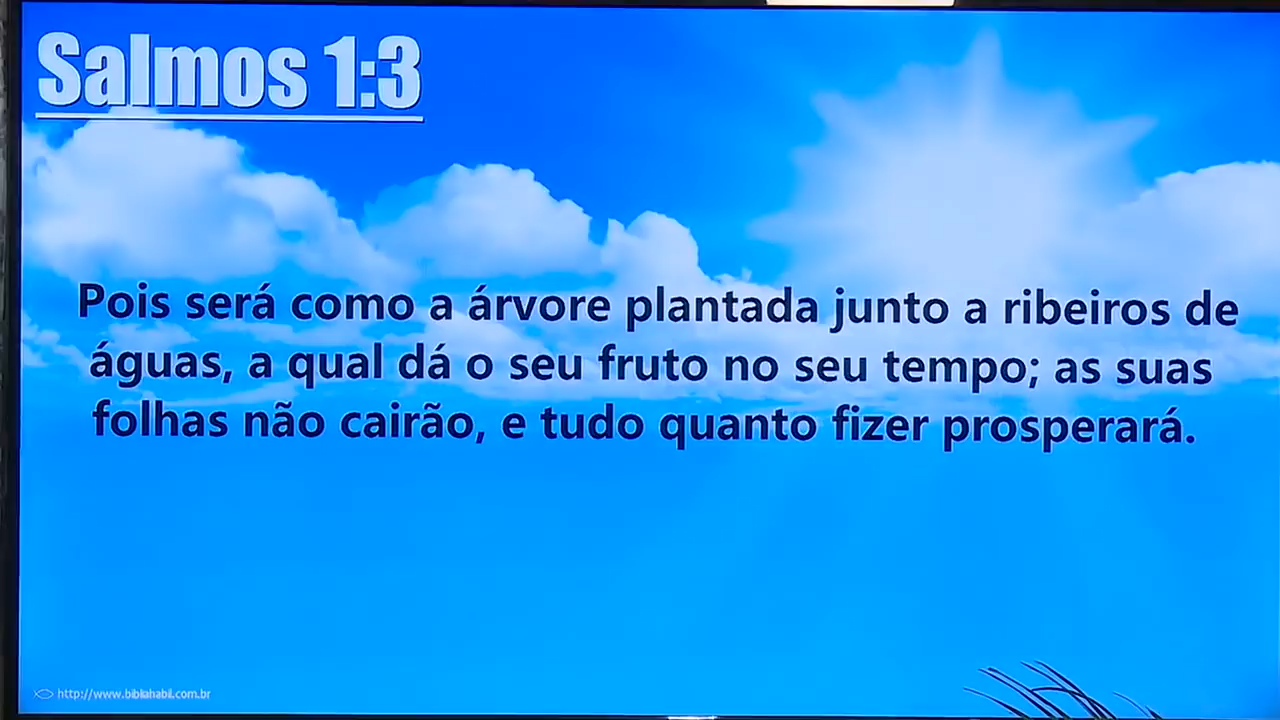 Salmos 1:3
Pois será como a árvore plantada junto a ribeiros de
águas, a qual dá o seu fruto no seu tempo; as suas
folhas não cairão, e tudo quanto fizer prosperará.
http://www.bibliahabil.com.br